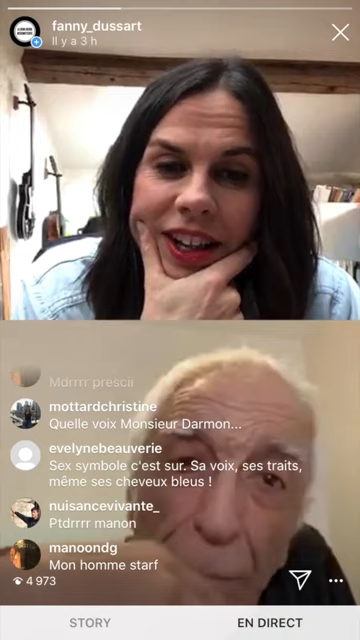 fanny_dussart
Il y a 3 h
Mdrrrr prescii
mottardchristine
Quelle voix Monsieur Darmon...
evelynebeauverie
Sex symbole c'est sur. Sa voix, ses traits,
même ses cheveux bleus !
nuisancevivante_
Ptdrrrr manon
manoondg
Mon homme starf
4 973
STORY
EN DIRECT